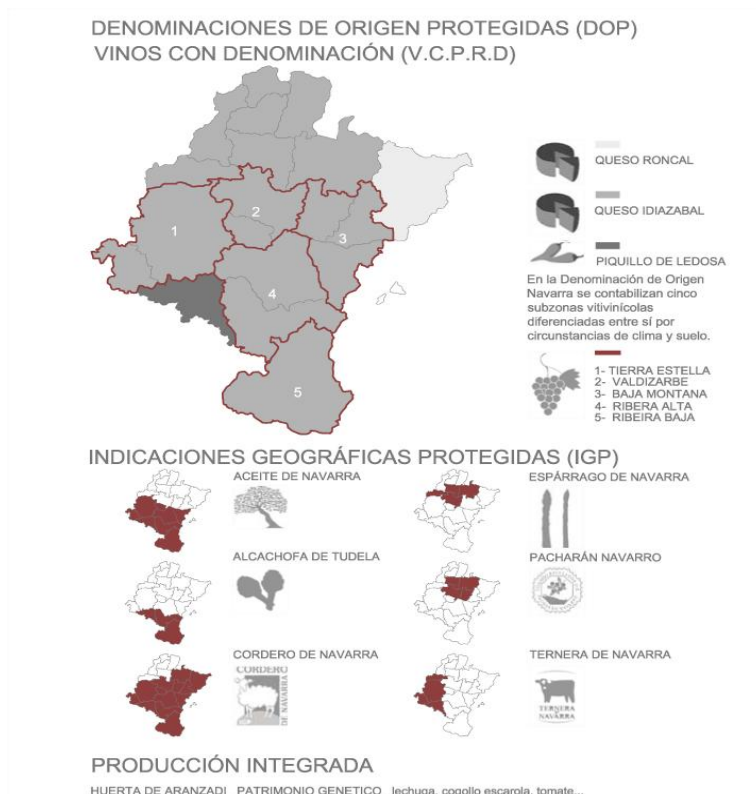 DENOMINACIONES DE ORIGEN PROTEGIDAS (DOP)
VINOS CON DENOMINACIÓN (V.C.P.R.D)
1
2
3
4
5
QUESO RONCAL
QUESO IDIAZABAL
PIQUILLO DE LEDOSA
En la Denominación de Origen
Navarra se contabilizan cinco
subzonas vitivinícolas
diferenciadas entre sí por
circunstancias de clima y suelo.
1- TIERRA ESTELLA
2- VALDIZARBE
3- BAJA MONTANA
4- RIBERA ALTA
5- RIBEIRA BAJA
INDICACIONES GEOGRÁFICAS PROTEGIDAS (IGP)
ACEITE DE NAVARRA
ESPÁRRAGO DE NAVARRA
ALCACHOFA DE TUDELA
PACHARÁN NAVARRO
CORDERO DE NAVARRA
CORDERO
DE NAVARRA
TERNERA DE NAVARRA
TERNERA
NAVARRA
PRODUCCIÓN INTEGRADA
HUERTA DE ARANZADI PATRIMONIO GENETICO lechuga, cogollo escarola, tomate...